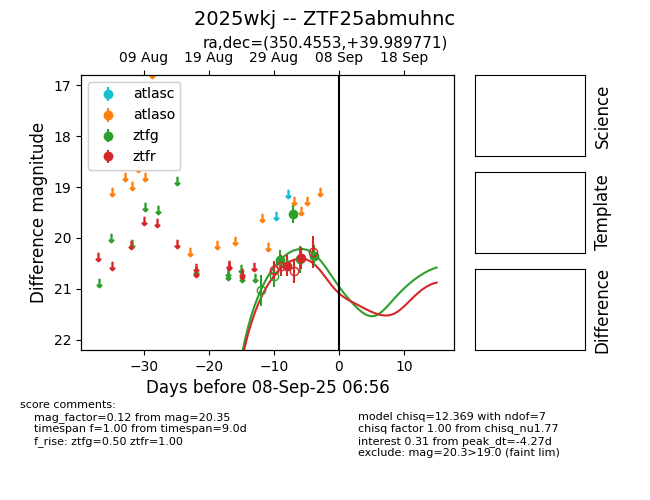 2025wkj -- ZTF25abmuhnc
ra,dec=(350.4553,+39.989771)
09 Aug 19 Aug 29 Aug 08 Sep 18 Sep
17
18
19
20
21
22
Difference magnitude
atlasc
atlaso
ztfg
ztfr
−30 −20 −10 0 10
Days before 08-Sep-25 06:56
Science
Template
Difference
score comments:
mag_factor=0.12 from mag=20.35
timespan f=1.00 from timespan=9.0d
f_rise: ztfg=0.50 ztfr=1.00
model chisq=12.369 with ndof=7
chisq factor 1.00 from chisq_nu1.77
interest 0.31 from peak_dt=-4.27d
exclude: mag=20.3>19.0 (faint lim)